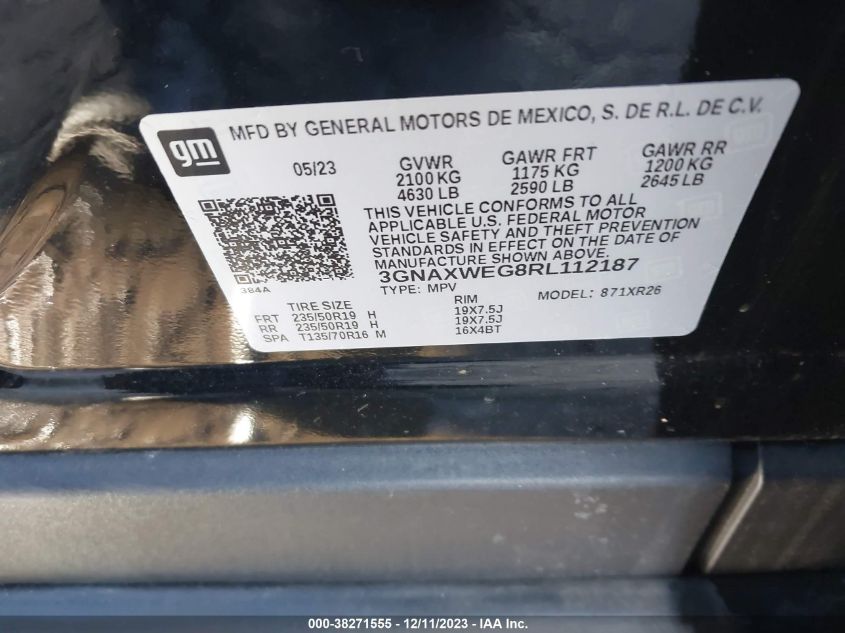 gm
MFD BY GENERAL MOTORS DE MEXICO, S. DE R.L. DE C.V.
05/23 GVWR GAWR FRT GAWR RR
2100 KG 1175 KG 1200 KG
4630 LB 2590 LB 2645 LB
THIS VEHICLE CONFORMS TO ALL
APPLICABLE U.S. FEDERAL MOTOR
VEHICLE SAFETY AND THEFT PREVENTION
STANDARDS IN EFFECT ON THE DATE OF
MANUFACTURE SHOWN ABOVE.
3GNAXWEG8RL112187
384A TYPE: MPV MODEL: 871XR26
TIRE SIZE RIM
FRT 235/50R19 H 19X7.5J
RR 235/50R19 H 19X7.5J
SPA T135/70R16 M 16X4BT
000-38271555 - 12/11/2023 - IAA Inc.